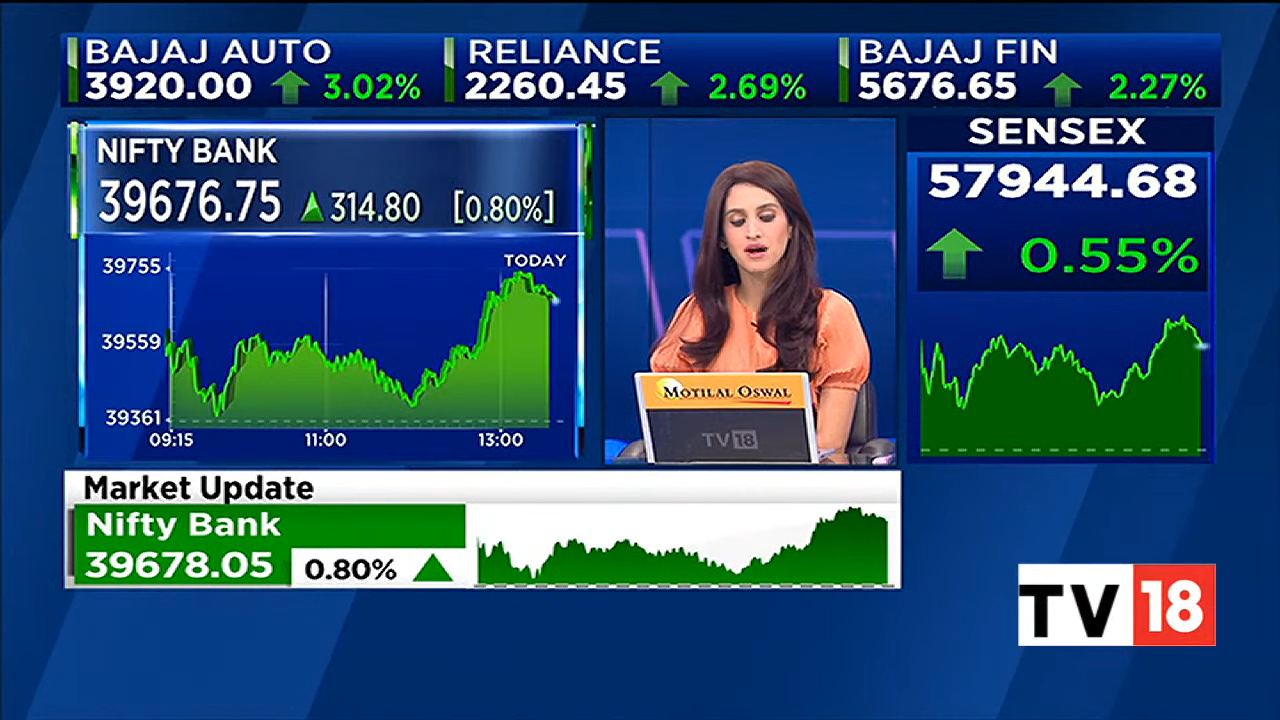 BAJAJ AUTO
3920.00 3.02%
RELIANCE
2260.45 2.69%
BAJAJ FIN
5676.65 2.27%
NIFTY BANK
39676.75 314.80 [0.80%]
TODAY
39755
39559
39361
09:15 11:00 13:00
MOTILAL OSWAL
TV18
SENSEX
57944.68
0.55%
Market Update
Nifty Bank
39678.05 0.80%
TV18